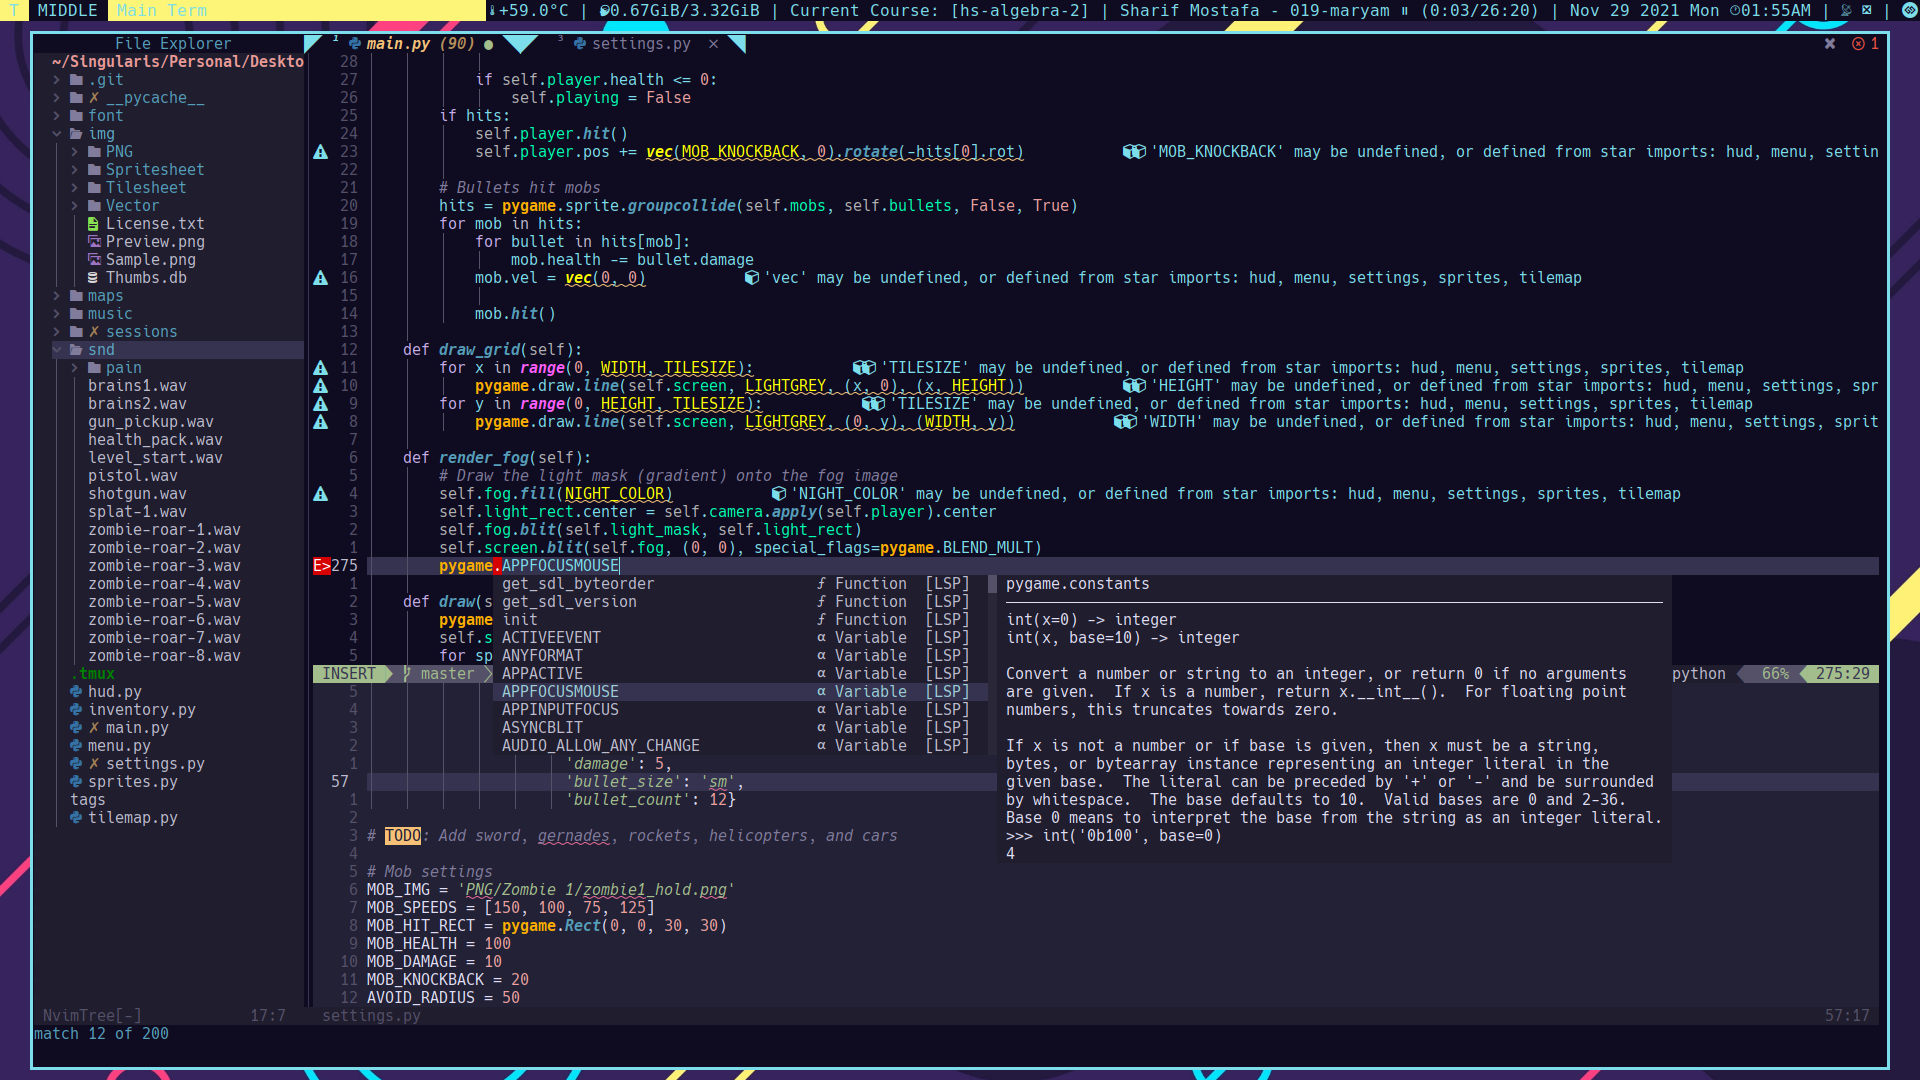 T MIDDLE Main Term +59.0°C | 0.67GiB/3.32GiB | Current Course: [hs-algebra-2] | Sharif Mostafa - 019-maryam ⏸ (0:03/26:20) | Nov 29 2021 Mon 01:55AM | |
File Explorer
~/Singularis/Personal/Deskto
.git
✗ __pycache__
font
img
PNG
Spritesheet
Tilesheet
Vector
License.txt
Preview.png
Sample.png
Thumbs.db
maps
music
✗ sessions
snd
pain
brains1.wav
brains2.wav
gun_pickup.wav
health_pack.wav
level_start.wav
pistol.wav
shotgun.wav
splat-1.wav
zombie-roar-1.wav
zombie-roar-2.wav
zombie-roar-3.wav
zombie-roar-4.wav
zombie-roar-5.wav
zombie-roar-6.wav
zombie-roar-7.wav
zombie-roar-8.wav
.tmux
hud.py
inventory.py
✗ main.py
menu.py
✗ settings.py
sprites.py
tags
tilemap.py
NvimTree[-] 17:7
1 main.py (90) ● 3 settings.py × ✖ 1
28
27 if self.player.health <= 0:
26 self.playing = False
25 if hits:
24 self.player.hit()
23 self.player.pos += vec(MOB_KNOCKBACK, 0).rotate(-hits[0].rot) 'MOB_KNOCKBACK' may be undefined, or defined from star imports: hud, menu, settin
22
21 # Bullets hit mobs
20 hits = pygame.sprite.groupcollide(self.mobs, self.bullets, False, True)
19 for mob in hits:
18 for bullet in hits[mob]:
17 mob.health -= bullet.damage
16 mob.vel = vec(0, 0) 'vec' may be undefined, or defined from star imports: hud, menu, settings, sprites, tilemap
15
14 mob.hit()
13
12 def draw_grid(self):
11 for x in range(0, WIDTH, TILESIZE): 'TILESIZE' may be undefined, or defined from star imports: hud, menu, settings, sprites, tilemap
10 pygame.draw.line(self.screen, LIGHTGREY, (x, 0), (x, HEIGHT)) 'HEIGHT' may be undefined, or defined from star imports: hud, menu, settings, spr
9 for y in range(0, HEIGHT, TILESIZE): 'TILESIZE' may be undefined, or defined from star imports: hud, menu, settings, sprites, tilemap
8 pygame.draw.line(self.screen, LIGHTGREY, (0, y), (WIDTH, y)) 'WIDTH' may be undefined, or defined from star imports: hud, menu, settings, sprit
7
6 def render_fog(self):
5 # Draw the light mask (gradient) onto the fog image
4 self.fog.fill(NIGHT_COLOR) 'NIGHT_COLOR' may be undefined, or defined from star imports: hud, menu, settings, sprites, tilemap
3 self.light_rect.center = self.camera.apply(self.player).center
2 self.fog.blit(self.light_mask, self.light_rect)
1 self.screen.blit(self.fog, (0, 0), special_flags=pygame.BLEND_MULT)
E>275 pygame.APPFOCUSMOUSE
1
2 def draw(s
3 pygame
4 self.s
5 for sp
INSERT master python 66% 275:29
get_sdl_byteorder ƒ Function [LSP]
get_sdl_version ƒ Function [LSP]
init ƒ Function [LSP]
ACTIVEEVENT α Variable [LSP]
ANYFORMAT α Variable [LSP]
APPACTIVE α Variable [LSP]
APPFOCUSMOUSE α Variable [LSP]
APPINPUTFOCUS α Variable [LSP]
ASYNCBLIT α Variable [LSP]
AUDIO_ALLOW_ANY_CHANGE α Variable [LSP]
pygame.constants
int(x=0) -> integer
int(x, base=10) -> integer
Convert a number or string to an integer, or return 0 if no arguments
are given.  If x is a number, return x.__int__().  For floating point
numbers, this truncates towards zero.
If x is not a number or if base is given, then x must be a string,
bytes, or bytearray instance representing an integer literal in the
given base.  The literal can be preceded by '+' or '-' and be surrounded
by whitespace.  The base defaults to 10.  Valid bases are 0 and 2-36.
Base 0 means to interpret the base from the string as an integer literal.
>>> int('0b100', base=0)
4
5
4
3
2
1 'damage': 5,
57 'bullet_size': 'sm',
1 'bullet_count': 12}
2
3 # TODO: Add sword, gernades, rockets, helicopters, and cars
4
5 # Mob settings
6 MOB_IMG = 'PNG/Zombie 1/zombie1_hold.png'
7 MOB_SPEEDS = [150, 100, 75, 125]
8 MOB_HIT_RECT = pygame.Rect(0, 0, 30, 30)
9 MOB_HEALTH = 100
10 MOB_DAMAGE = 10
11 MOB_KNOCKBACK = 20
12 AVOID_RADIUS = 50
settings.py 57:17
match 12 of 200